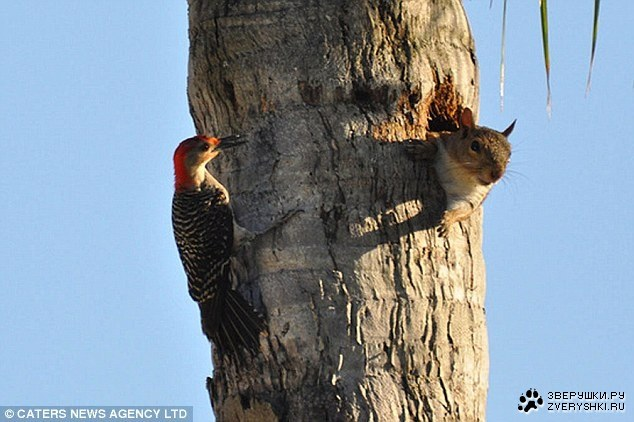 © CATERS NEWS AGENCY LTD
ЗВЕРУШКИ.РУ
ZVERYSHKI.RU